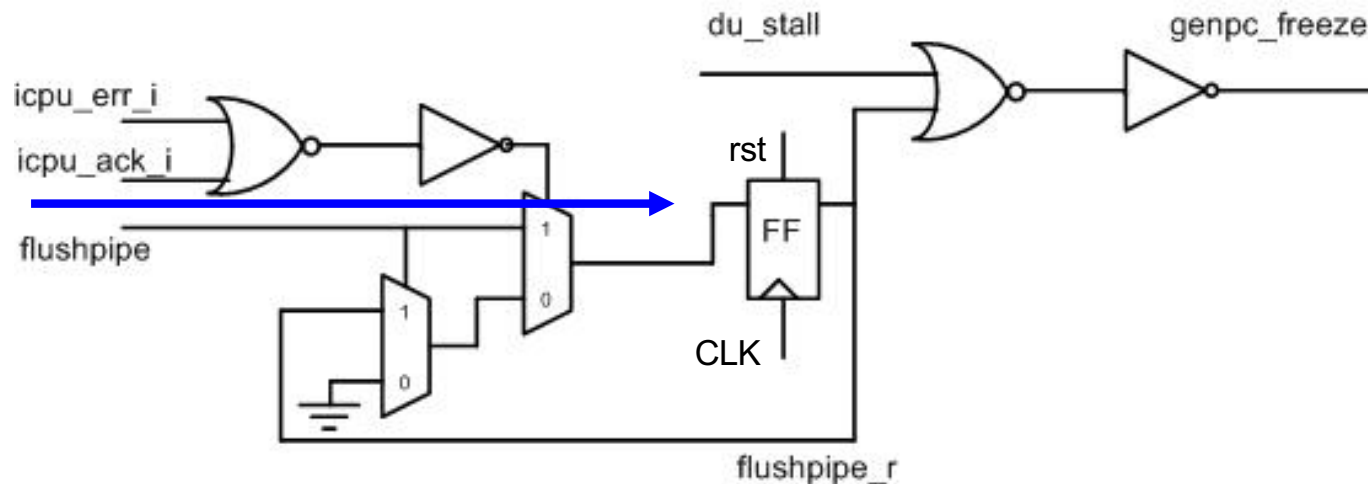 du_stall
genpc_freeze
icpu_err_i
icpu_ack_i
rst
1
FF
flushpipe
0
1
CLK
0
flushpipe_r